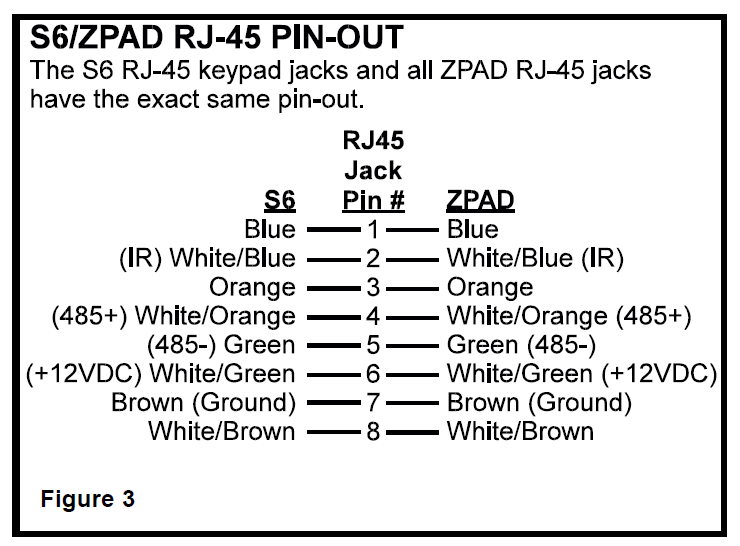 S6/ZPAD RJ-45 PIN-OUT
The S6 RJ-45 keypad jacks and all ZPAD RJ-45 jacks
have the exact same pin-out.
RJ45
Jack
S6 Pin # ZPAD
Blue 1 Blue
(IR) White/Blue 2 White/Blue (IR)
Orange 3 Orange
(485+) White/Orange 4 White/Orange (485+)
(485-) Green 5 Green (485-)
(+12VDC) White/Green 6 White/Green (+12VDC)
Brown (Ground) 7 Brown (Ground)
White/Brown 8 White/Brown
Figure 3